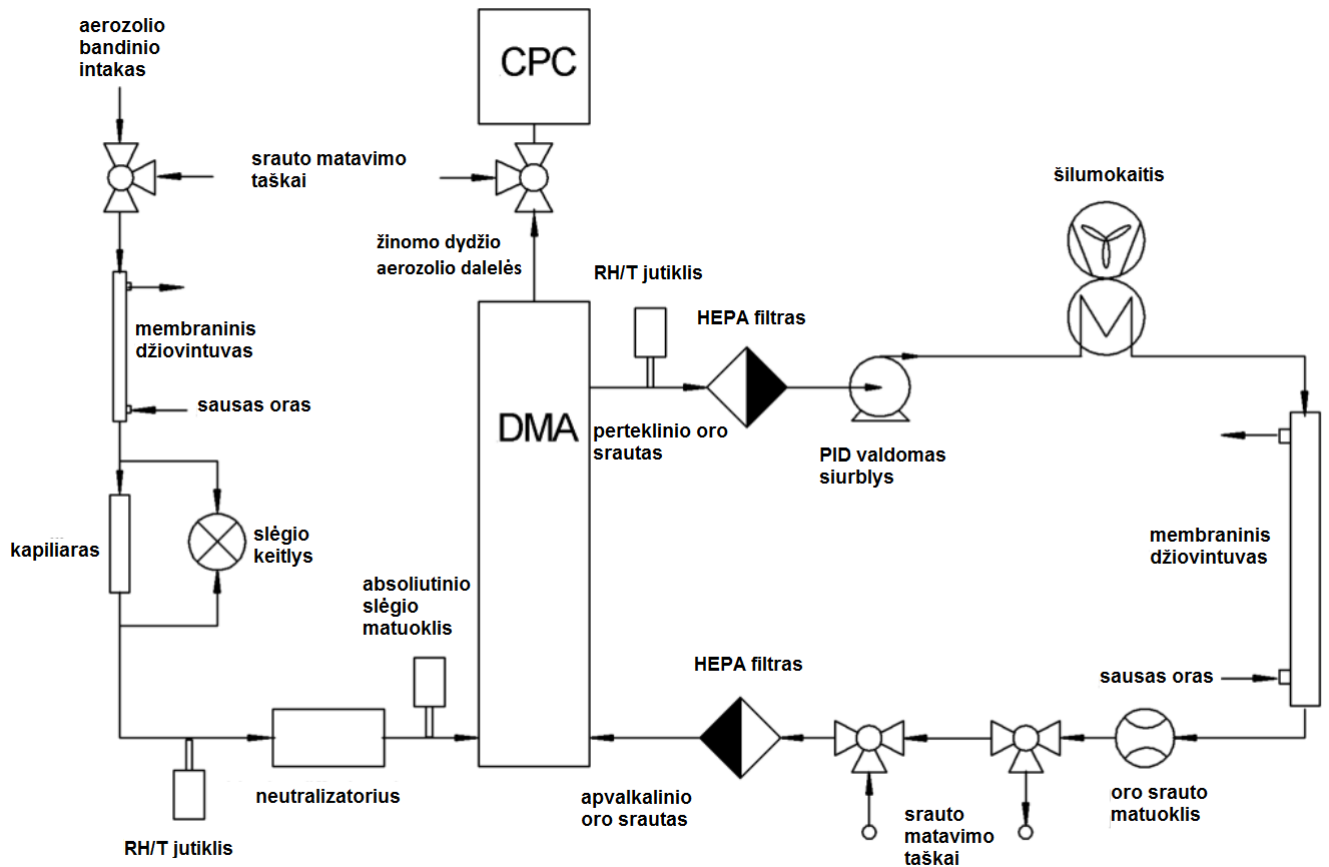 aerozolio
bandinio
intakas
CPC
srauto matavimo
taškai
šilumokaitis
žinomo dydžio
aerozolio dalelės
RH/T jutiklis
HEPA filtras
membraninis
džiovintuvas
sausas oras
DMA
perteklinio oro
srautas
PID valdomas
siurblys
kapiliaras
slėgio
keitlys
membraninis
džiovintuvas
absoliutinio
slėgio
matuoklis
HEPA filtras
sausas oras
neutralizatorius
apvalkalinio
oro srautas
srauto
matavimo
taškai
oro srauto
matuoklis
RH/T jutiklis